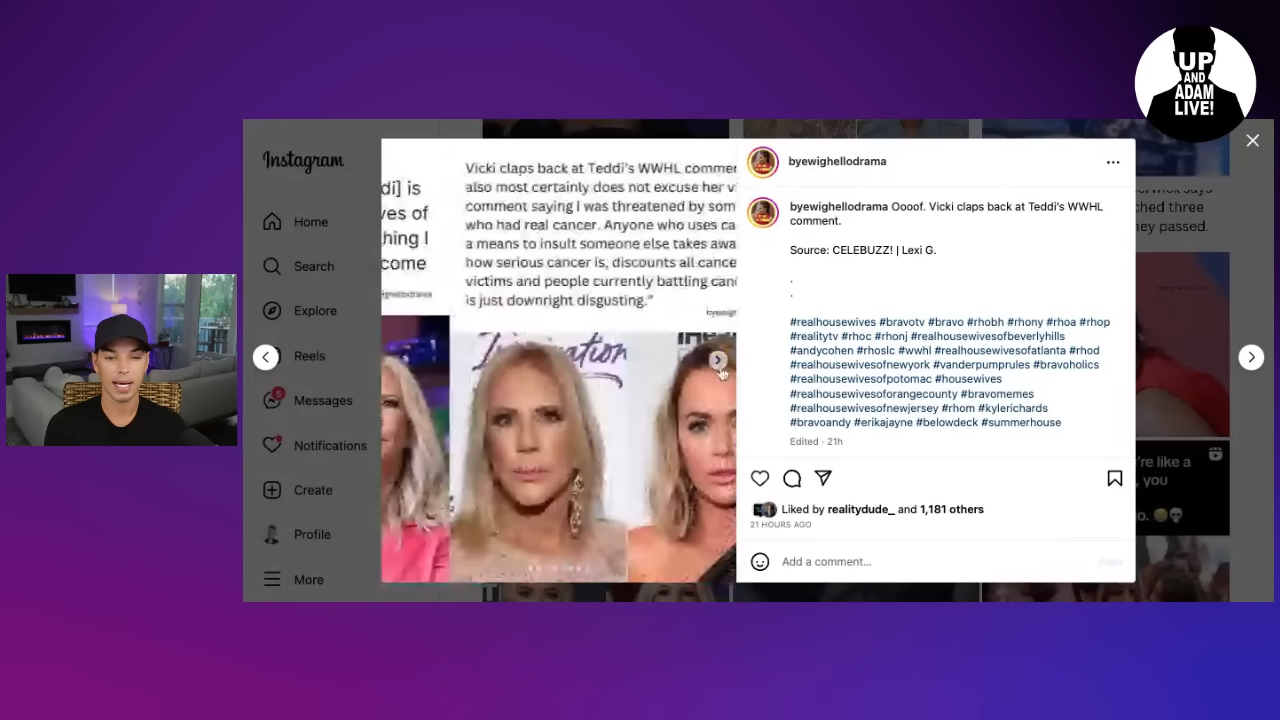 UP
AND
ADAM
LIVE!
Instagram
Home
Search
Explore
Reels
Messages
Notifications
Create
Profile
More
di] is
ves of
hing I
come
Vicki claps back at Teddi's WWHL commen
also most certainly does not excuse her v
comment saying I was threatened by som
who had real cancer. Anyone who uses ca
a means to insult someone else takes awa
how serious cancer is, discounts all cance
victims and people currently battling can
is just downright disgusting."
byewighellodrama
byewighellodrama Oooof. Vicki claps back at Teddi's WWHL
comment.
Source: CELEBUZZ! | Lexi G.
.
.
#realhousewives #bravotv #bravo #rhobh #rhony #rhoa #rhop
#realitytv #rhoc #rhonj #realhousewivesofbeverlyhills
#andycohen #rhoslc #wwhl #realhousewivesofatlanta #rhod
#realhousewivesofnewyork #vanderpumprules #bravoholics
#realhousewivesofpotomac #housewives
#realhousewivesoforangecounty #bravomemes
#realhousewivesofnewjersey #rhom #kylerichards
#bravoandy #erikajayne #belowdeck #summerhouse
Edited · 21h
Liked by realitydude_ and 1,181 others
21 HOURS AGO
Add a comment...
Post
says
ched three
ey passed.
're like a
, you
o.